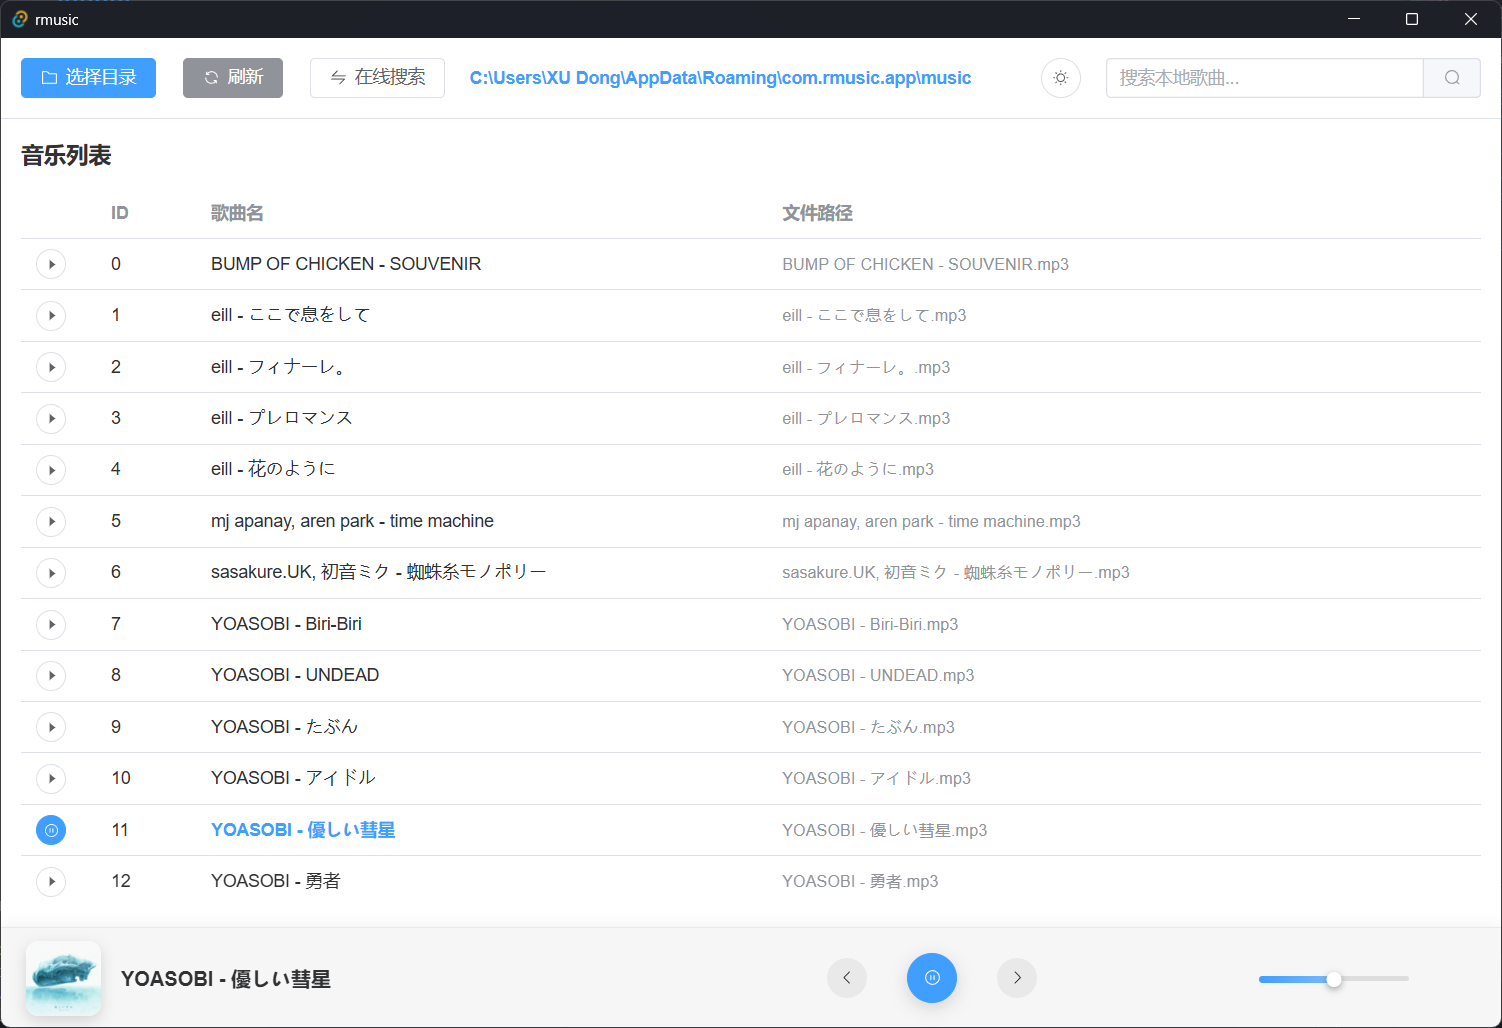 rmusic
选择目录 刷新 在线搜索 C:\Users\XU Dong\AppData\Roaming\com.rmusic.app\music 搜索本地歌曲...
音乐列表
ID 歌曲名 文件路径
0 BUMP OF CHICKEN - SOUVENIR BUMP OF CHICKEN - SOUVENIR.mp3
1 eill - ここで息をして eill - ここで息をして.mp3
2 eill - フィナーレ。 eill - フィナーレ。.mp3
3 eill - プレロマンス eill - プレロマンス.mp3
4 eill - 花のように eill - 花のように.mp3
5 mj apanay, aren park - time machine mj apanay, aren park - time machine.mp3
6 sasakure.UK, 初音ミク - 蜘蛛糸モノポリー sasakure.UK, 初音ミク - 蜘蛛糸モノポリー.mp3
7 YOASOBI - Biri-Biri YOASOBI - Biri-Biri.mp3
8 YOASOBI - UNDEAD YOASOBI - UNDEAD.mp3
9 YOASOBI - たぶん YOASOBI - たぶん.mp3
10 YOASOBI - アイドル YOASOBI - アイドル.mp3
11 YOASOBI - 優しい彗星 YOASOBI - 優しい彗星.mp3
12 YOASOBI - 勇者 YOASOBI - 勇者.mp3
YOASOBI - 優しい彗星